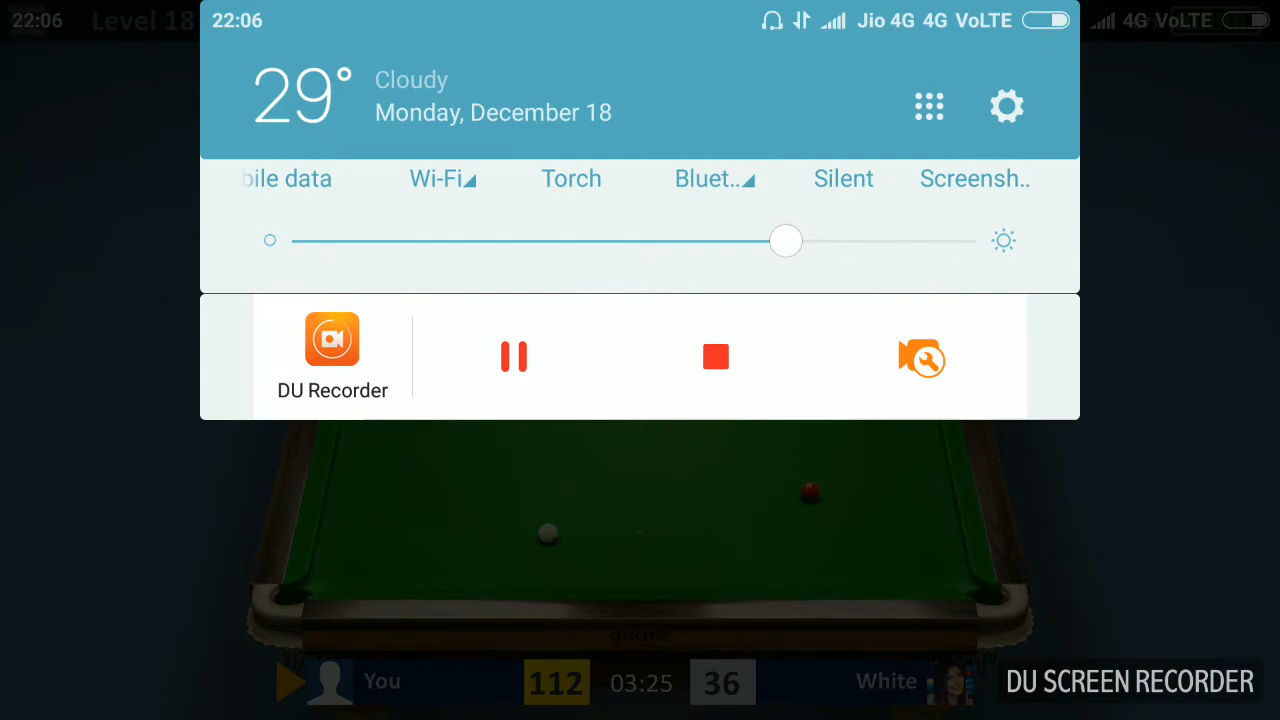 22:06
Level 18
22:06
Jio 4G 4G VoLTE
4G VoLTE
29°
Cloudy
Monday, December 18
bile data
Wi-Fi
Torch
Bluet..
Silent
Screensh..
DU Recorder
You
112
03:25
36
White
DU SCREEN RECORDER